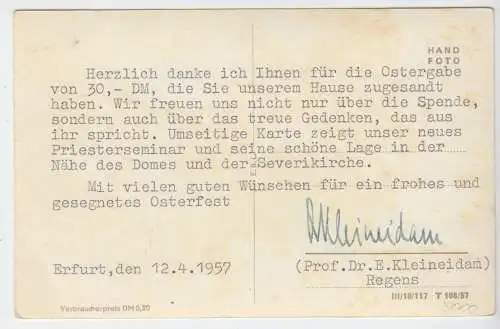 HAND
FOTO
Herzlich danke ich Ihnen für die Ostergabe
von 30,- DM, die Sie unserem Hause zugesandt
haben. Wir freuen uns nicht nur über die Spende,
sondern auch über das treue Gedenken, das aus
ihr spricht. Umseitige Karte zeigt unser neues
Priesterseminar und seine schöne Lage in der
Nähe des Domes und der Severikirche.
Mit vielen guten Wünschen für ein frohes und
gesegnetes Osterfest
EKleineidam
Erfurt, den 12.4.1957
(Prof.Dr.E.Kleineidam)
Regens
III/10/117 T 108/57
Verbraucherpreis DM 0,20